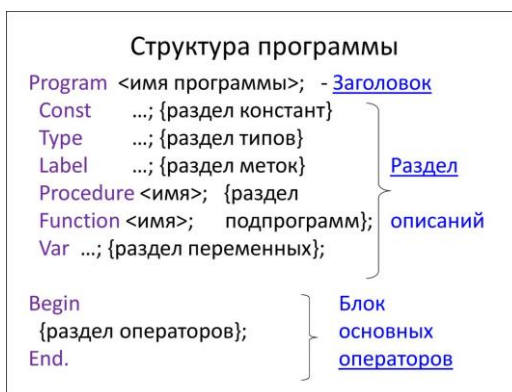 Структура программы
Program <имя программы>; - Заголовок
Const ...; {раздел констант}
Type ...; {раздел типов}
Label ...; {раздел меток} Раздел
Procedure <имя>; {раздел
Function <имя>; подпрограмм}; описаний
Var ...; {раздел переменных};
Begin Блок
{раздел операторов}; основных
End. операторов